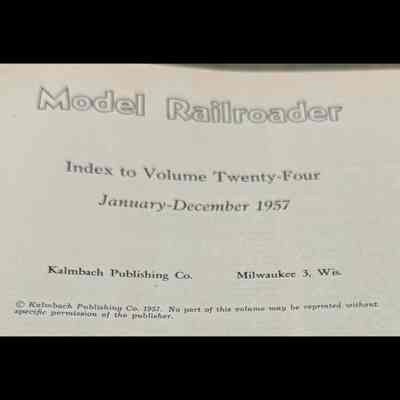 Model Railroader
Index to Volume Twenty-Four
January-December 1957
Kalmbach Publishing Co. Milwaukee 3, Wis.
© Kalmbach Publishing Co. 1957. No part of this volume may be reprinted without
specific permission of the publisher.